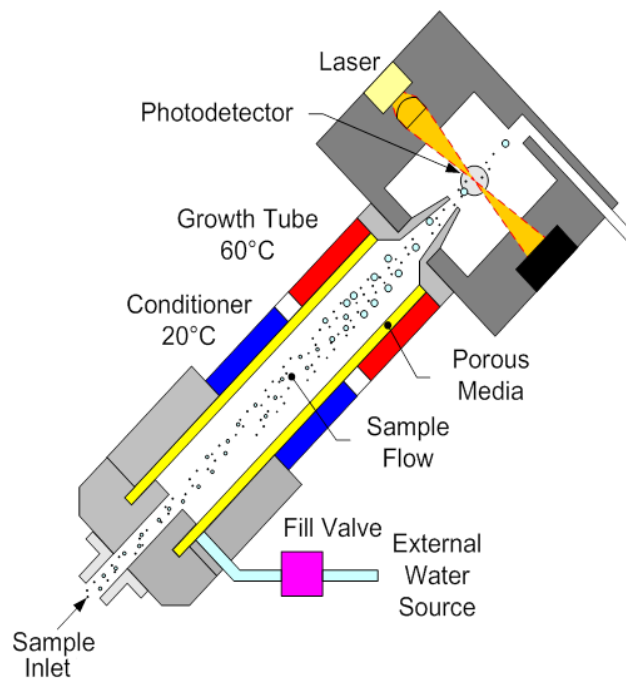 Laser
Photodetector
Growth Tube
60°C
Conditioner
20°C
Porous
Media
Sample
Flow
Fill Valve
External
Water
Source
Sample
Inlet